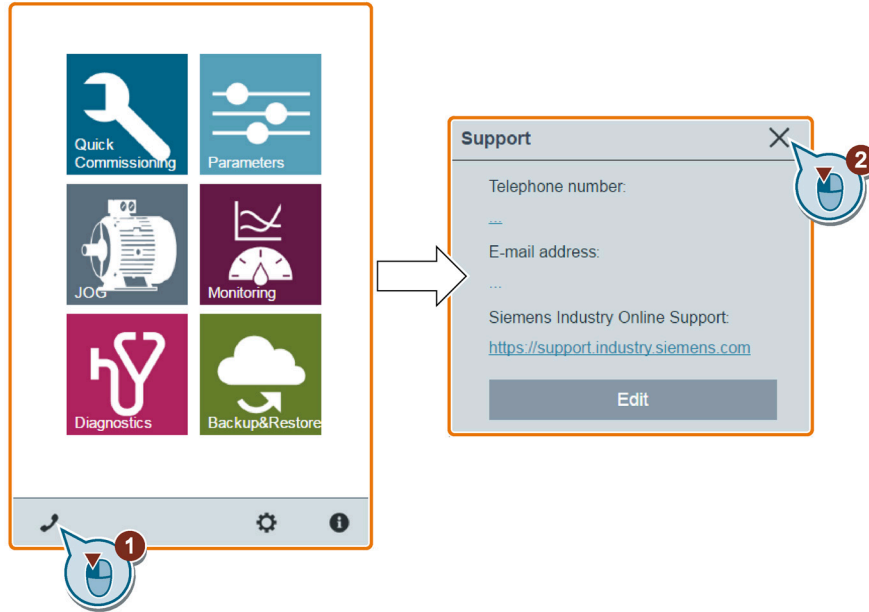 Quick
Commissioning
Parameters
JOG
Monitoring
Diagnostics
Backup&Restore
1
Support
2
Telephone number:
...
E-mail address:
...
Siemens Industry Online Support:
https://support.industry.siemens.com
Edit